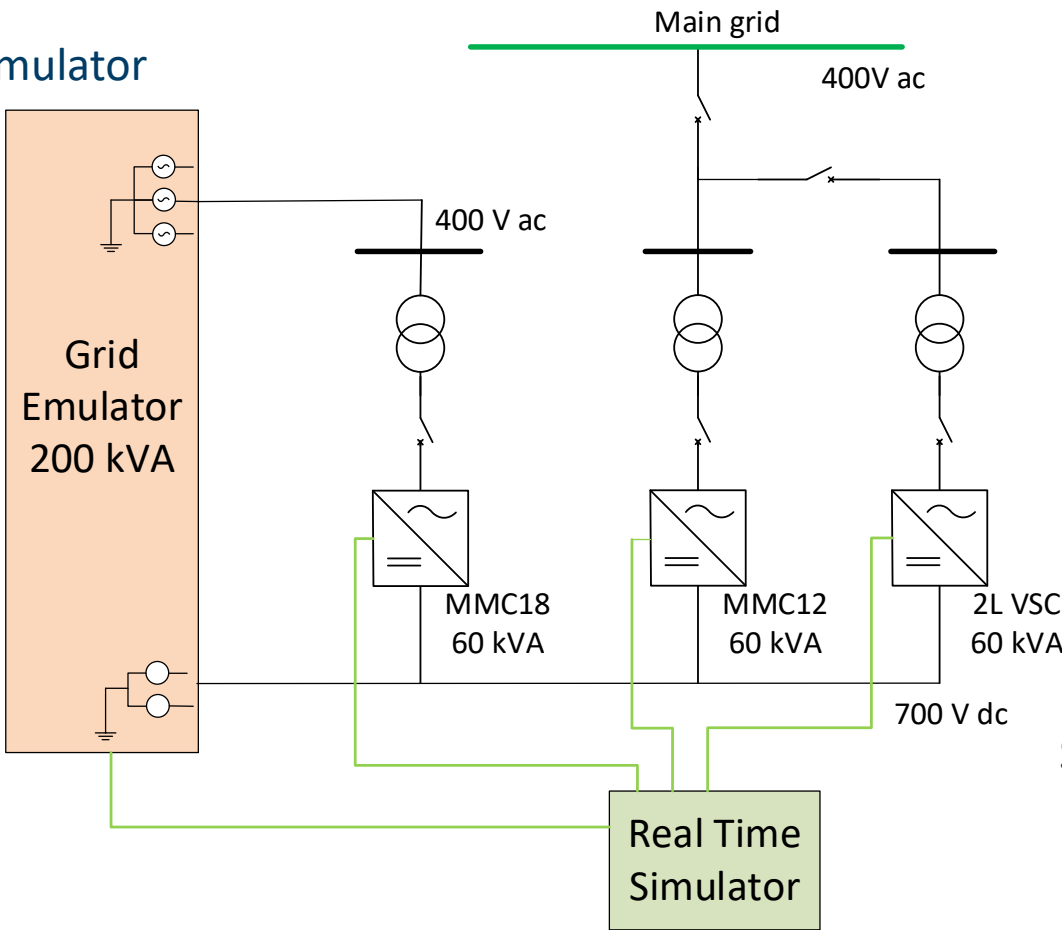 Main grid
mulator
400V ac
400 V ac
Grid
Emulator
200 kVA
MMC18
60 kVA
MMC12
60 kVA
2L VSC
60 kVA
700 V dc
Real Time
Simulator